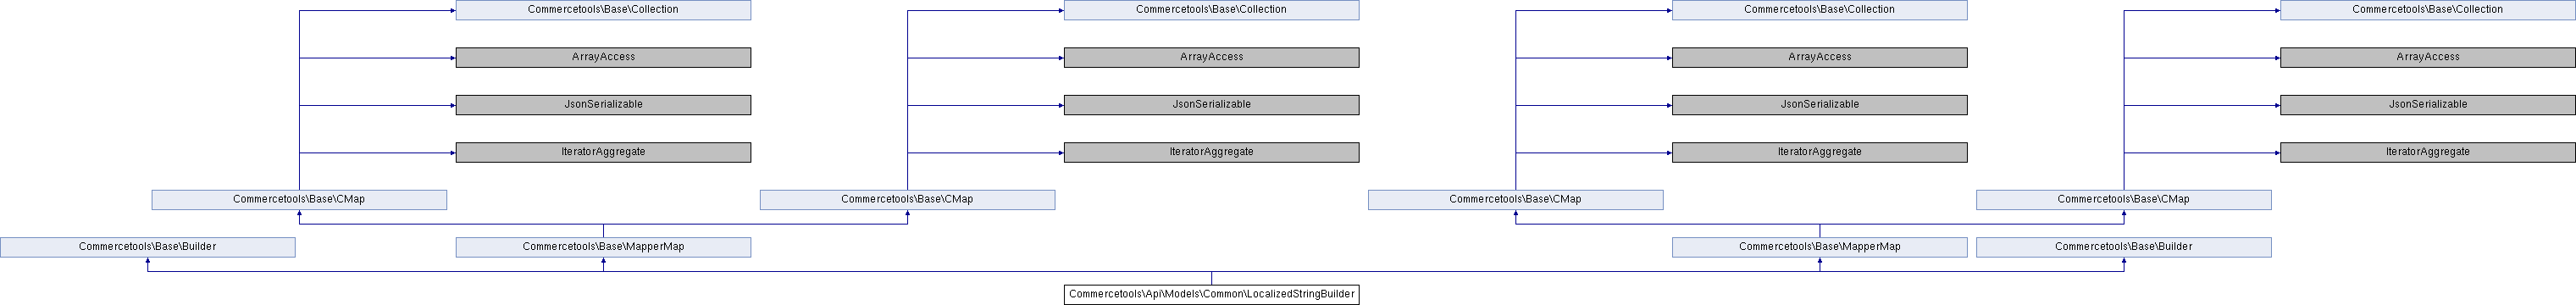 Commercetools\Base\Collection Commercetools\Base\Collection Commercetools\Base\Collection Commercetools\Base\Collection
ArrayAccess ArrayAccess ArrayAccess ArrayAccess
JsonSerializable JsonSerializable JsonSerializable JsonSerializable
IteratorAggregate IteratorAggregate IteratorAggregate IteratorAggregate
Commercetools\Base\CMap Commercetools\Base\CMap Commercetools\Base\CMap Commercetools\Base\CMap
Commercetools\Base\Builder Commercetools\Base\MapperMap Commercetools\Base\MapperMap Commercetools\Base\Builder
Commercetools\Api\Models\Common\LocalizedStringBuilder